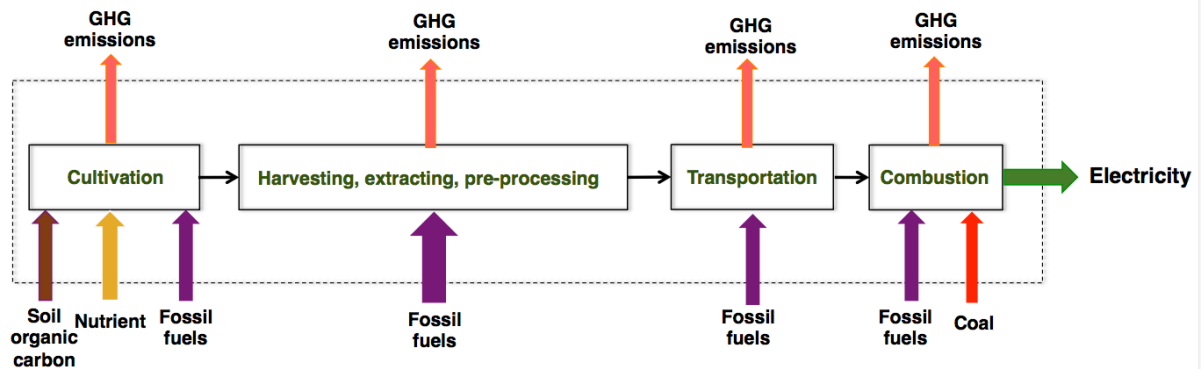 GHG
emissions
GHG
emissions
GHG
emissions
GHG
emissions
Cultivation
Harvesting, extracting, pre-processing
Transportation
Combustion
Electricity
Soil
organic
carbon
Nutrient
Fossil
fuels
Fossil
fuels
Fossil
fuels
Fossil
fuels
Coal